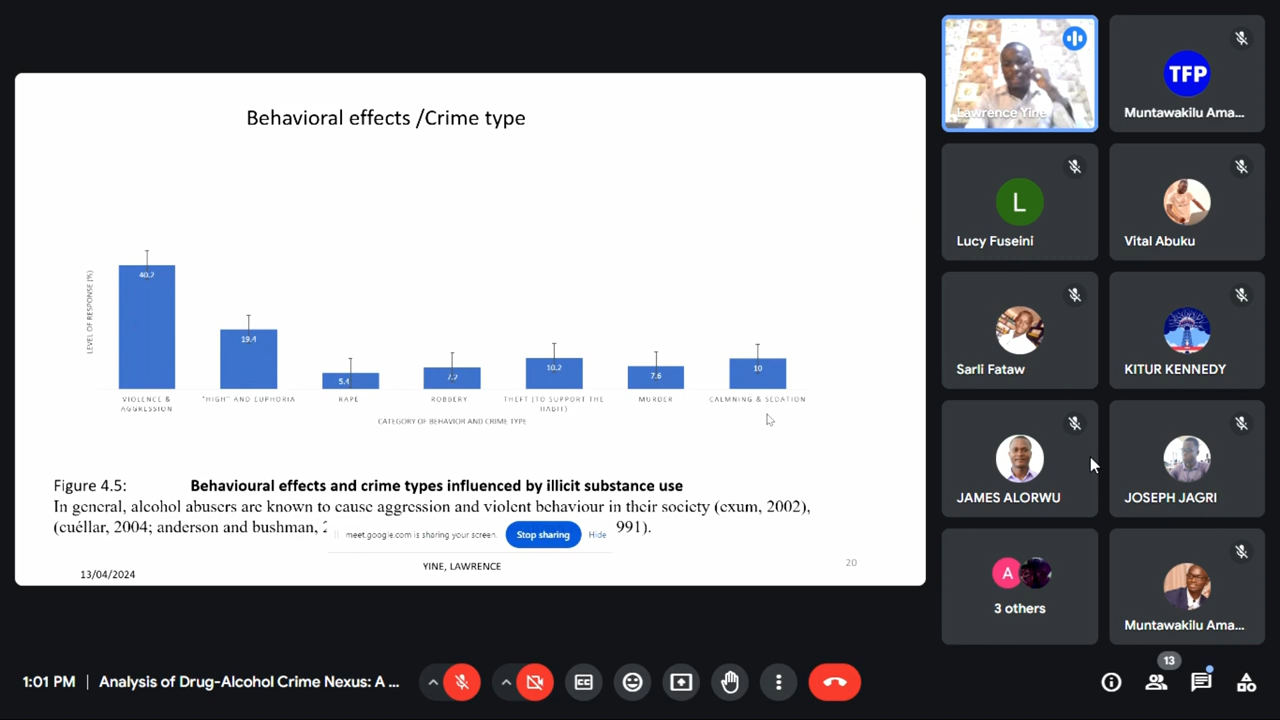 Behavioral effects /Crime type
LEVEL OF RESPONSE (%)
40.2
19.4
5.4
7.2
10.2
7.6
10
VIOLENCE &
AGGRESSION
"HIGH" AND EUPHORIA
RAPE
ROBBERY
THEFT (TO SUPPORT THE
HABIT)
MURDER
CALMNING & SEDATION
CATEGORY OF BEHAVIOR AND CRIME TYPE
Figure 4.5: Behavioural effects and crime types influenced by illicit substance use
In general, alcohol abusers are known to cause aggression and violent behaviour in their society (exum, 2002),
(cuéllar, 2004; anderson and bushman, 2 991).
meet.google.com is sharing your screen.
Stop sharing
Hide
13/04/2024
YINE, LAWRENCE
20
Lawrence Yine
TFP
Muntawakilu Ama...
L
Lucy Fuseini
Vital Abuku
Sarli Fataw
KITUR KENNEDY
JAMES ALORWU
JOSEPH JAGRI
A
3 others
Muntawakilu Ama...
1:01 PM | Analysis of Drug-Alcohol Crime Nexus: A ...
CC
13